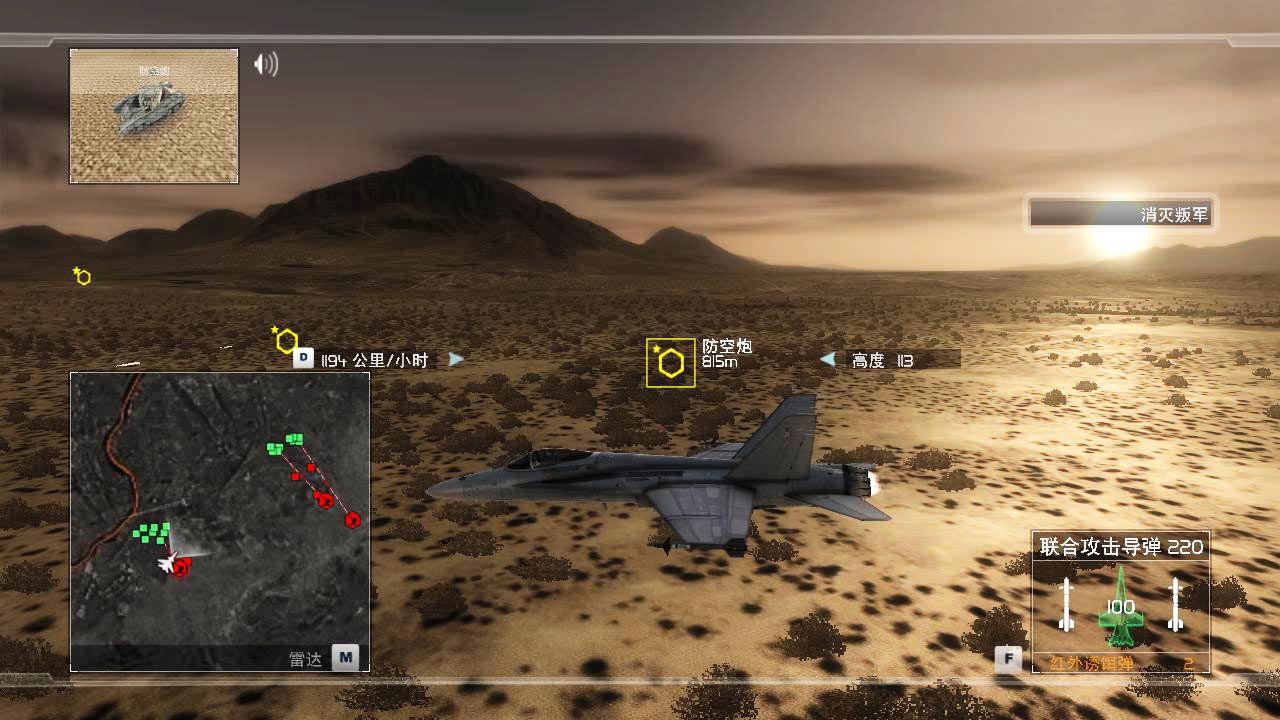 防空炮
消灭叛军
防空炮
815m
D 1194 公里/小时
高度 113
联合攻击导弹 220
100
雷达 M
F 红外诱饵弹 2